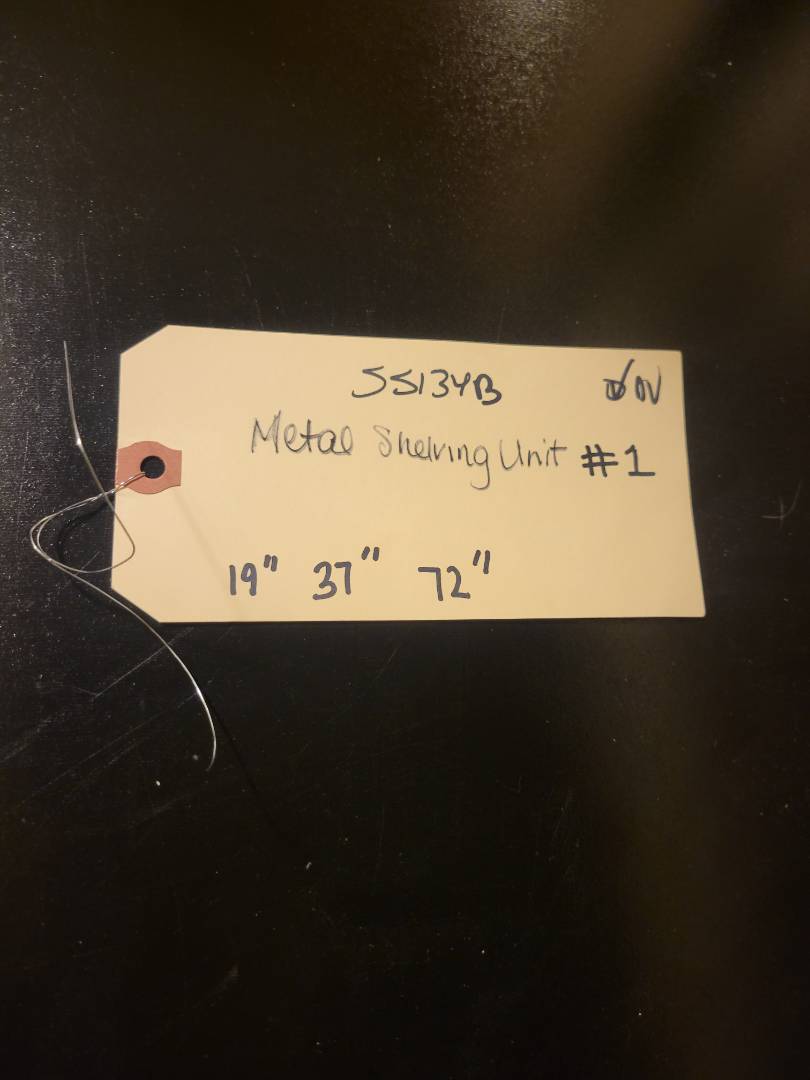 SS134B
Metal Shelving Unit #1
19" 37" 72"